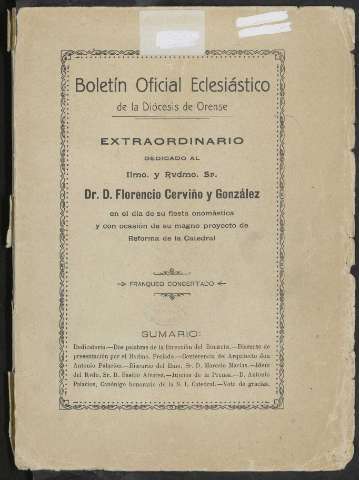 Boletín Oficial Eclesiástico
de la Diócesis de Orense
EXTRAORDINARIO
DEDICADO AL
Ilmo. y Rvdmo. Sr.
Dr. D. Florencio Cerviño y González
en el día de su fiesta onomástica
y con ocasión de su magno proyecto de
Reforma de la Catedral
FRANQUEO CONCERTADO
SUMARIO:
Dedicatoria.—Dos palabras de la Dirección del BOLETÍN.—Discurso de
presentación por el Rvdmo. Prelado.—Conferencia de Arquitecto don
Antonio Palacios.—Discurso del Ilmo. Sr. D. Marcelo Macías.—Idem
del Rvdo. Sr. D. Emilio Alvarez.—Juicios de la Prensa.—D. Antonio
Palacios, Canónigo honorario de la S. I. Catedral.—Voto de gracias.